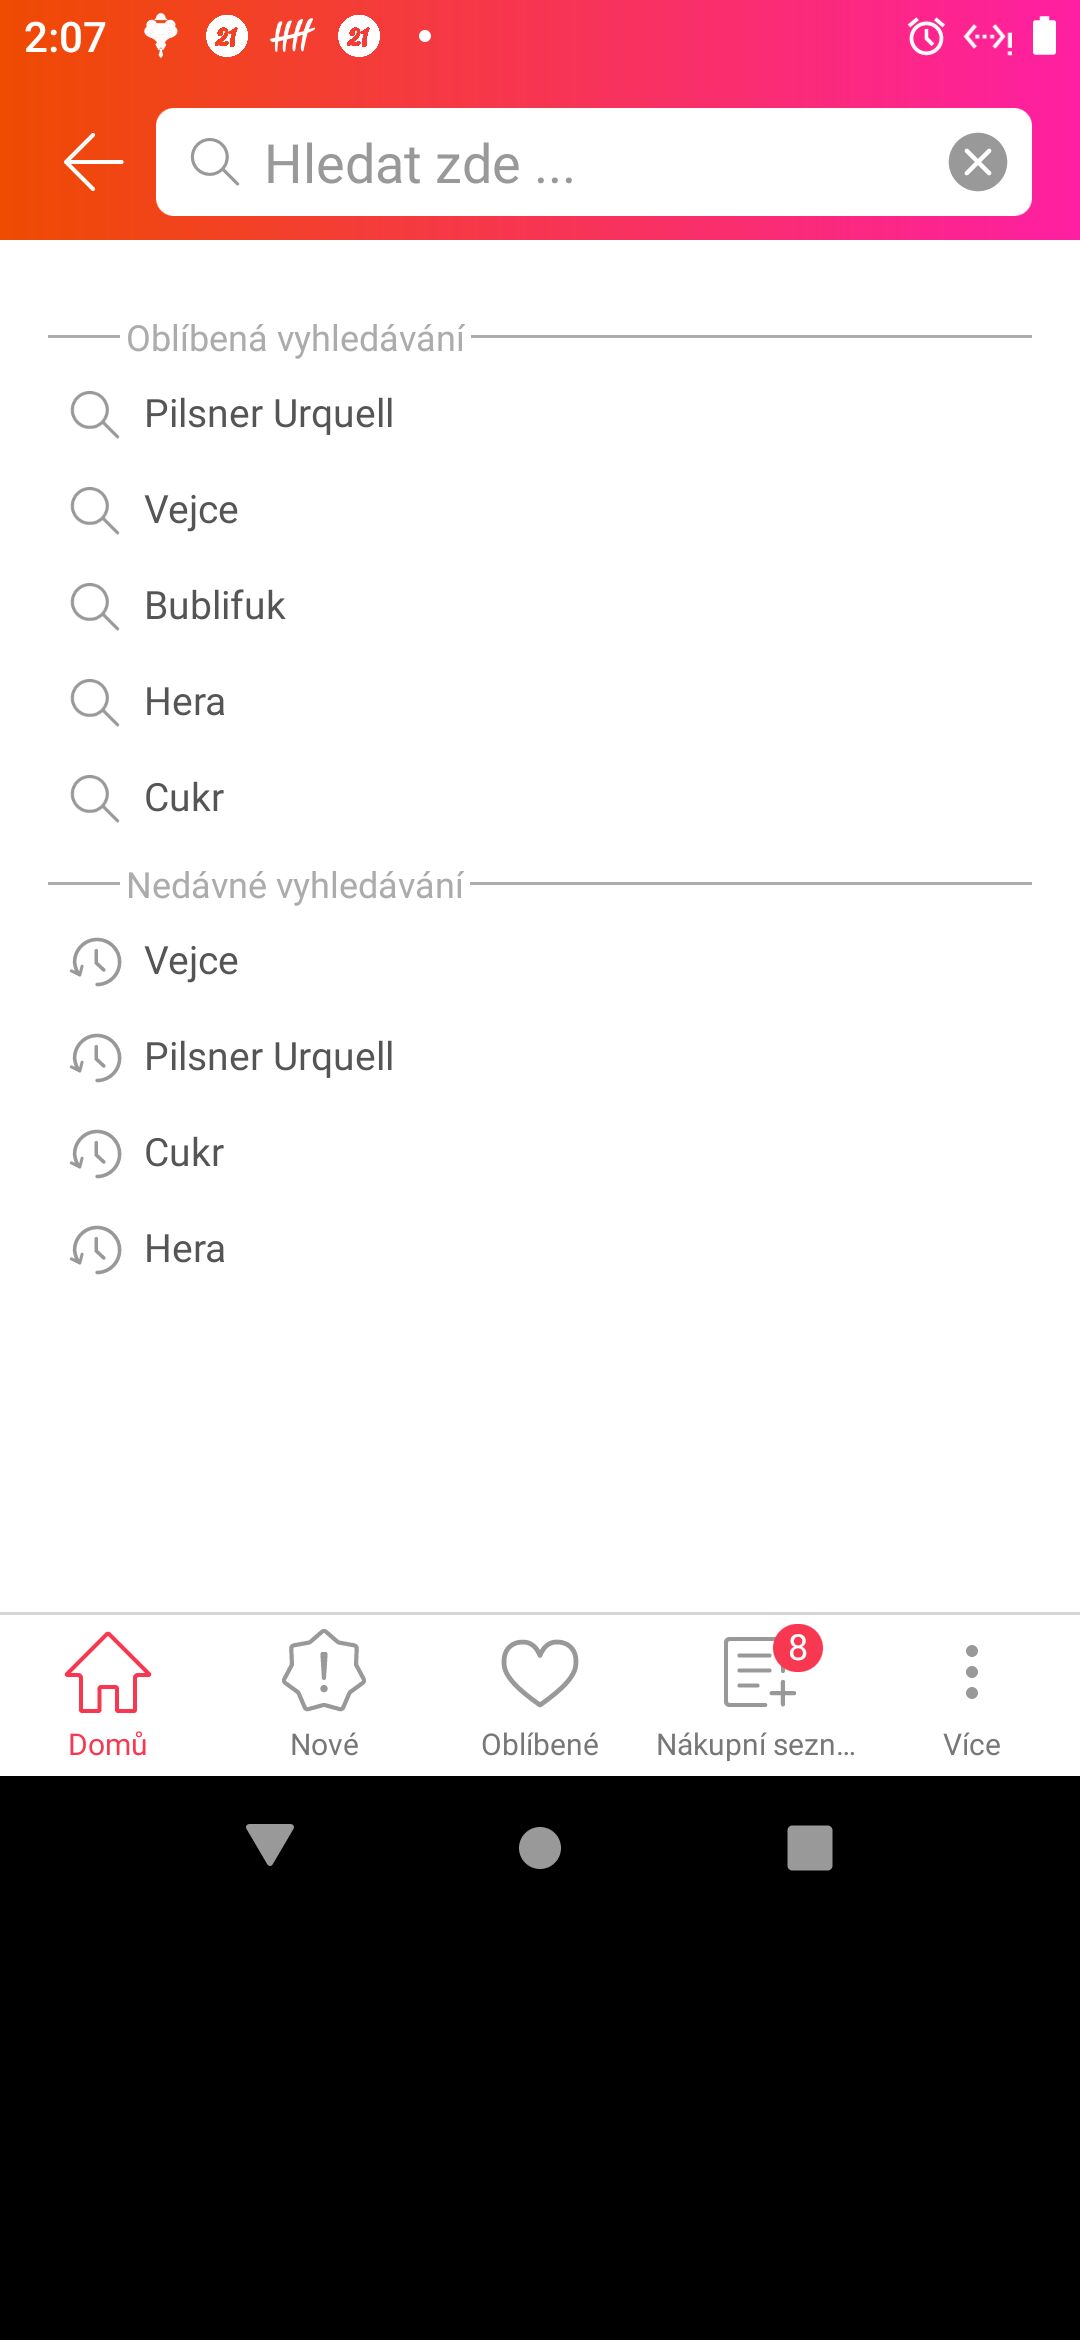 2:07
21
21
Hledat zde ...
Oblíbená vyhledávání
Pilsner Urquell
Vejce
Bublifuk
Hera
Cukr
Nedávné vyhledávání
Vejce
Pilsner Urquell
Cukr
Hera
8
Domů
Nové
Oblíbené
Nákupní sezn...
Více